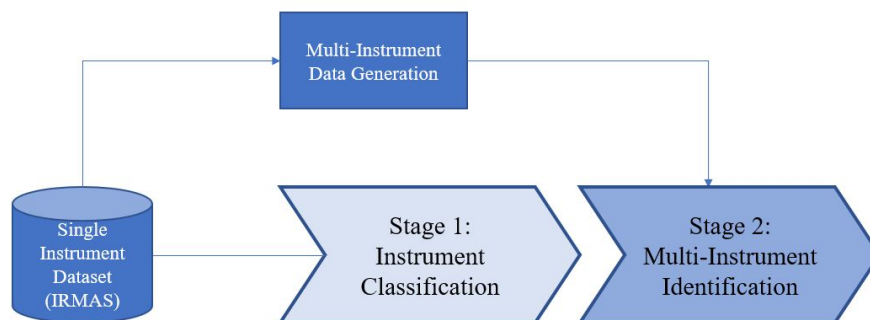 Multi-Instrument
Data Generation
Single
Instrument
Dataset
(IRMAS)
Stage 1:
Instrument
Classification
Stage 2:
Multi-Instrument
Identification